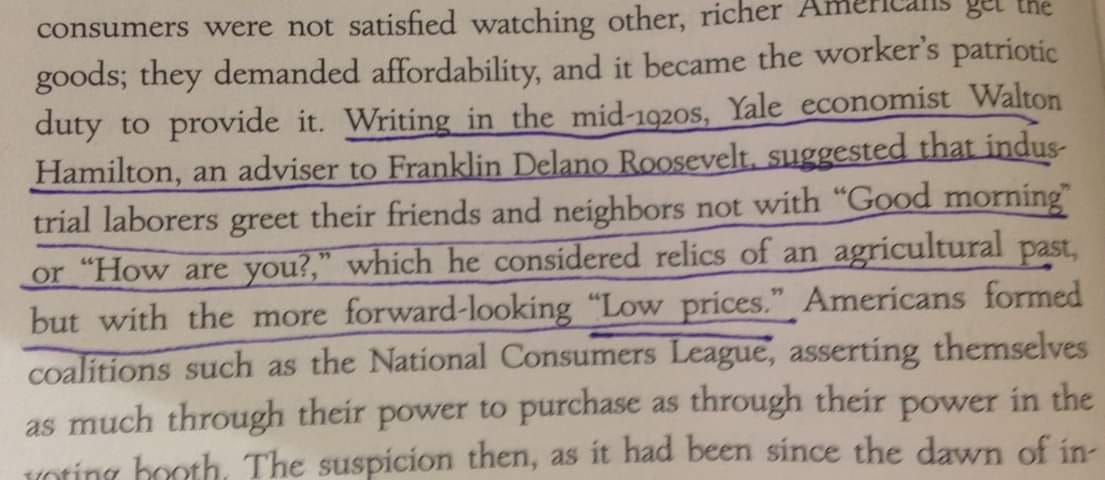 consumers were not satisfied watching other, richer Americans get the
goods; they demanded affordability, and it became the worker's patriotic
duty to provide it. Writing in the mid-1920s, Yale economist Walton
Hamilton, an adviser to Franklin Delano Roosevelt, suggested that indus-
trial laborers greet their friends and neighbors not with “Good morning”
or “How are you?,” which he considered relics of an agricultural past,
but with the more forward-looking “Low prices.” Americans formed
coalitions such as the National Consumers League, asserting themselves
as much through their power to purchase as through their power in the
voting booth. The suspicion then, as it had been since the dawn of in-